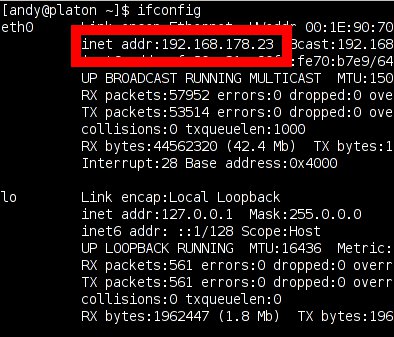 [andy@platon ~]$ ifconfig
eth0 Link encap:Ethernet HWaddr 00:1E:90:70
inet addr:192.168.178.23 Bcast:192.168
fe70:b7e9/64
UP BROADCAST RUNNING MULTICAST MTU:150
RX packets:57952 errors:0 dropped:0 over
TX packets:53514 errors:0 dropped:0 over
collisions:0 txqueuelen:1000
RX bytes:44562320 (42.4 Mb) TX bytes:1
Interrupt:28 Base address:0x4000
lo Link encap:Local Loopback
inet addr:127.0.0.1 Mask:255.0.0.0
inet6 addr: ::1/128 Scope:Host
UP LOOPBACK RUNNING MTU:16436 Metric:
RX packets:561 errors:0 dropped:0 overr
TX packets:561 errors:0 dropped:0 overr
collisions:0 txqueuelen:0
RX bytes:1962447 (1.8 Mb) TX bytes:196